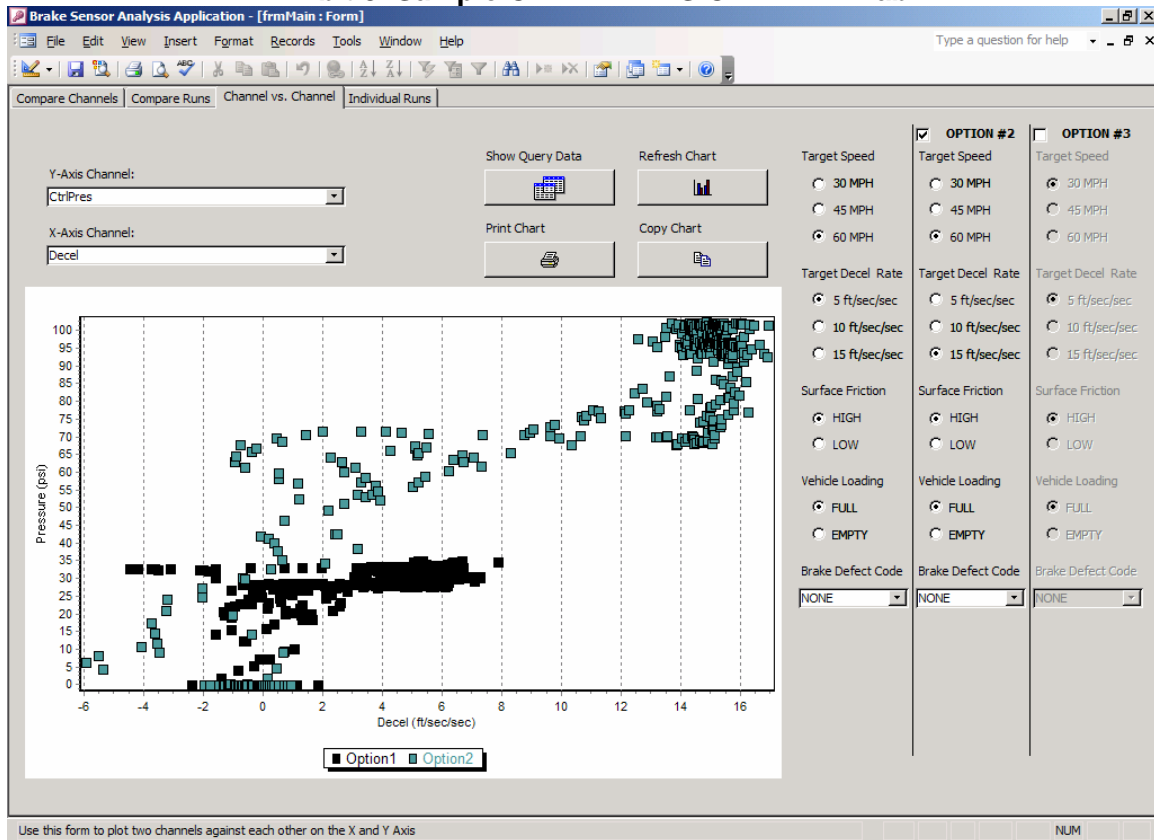 Brake Sensor Analysis Application - [frmMain : Form]
File Edit View Insert Format Records Tools Window Help
Type a question for help
Compare Channels Compare Runs Channel vs. Channel Individual Runs
Y-Axis Channel:
CtrlPres
X-Axis Channel:
Decel
Show Query Data
Refresh Chart
Print Chart
Copy Chart
Target Speed
30 MPH
45 MPH
60 MPH
Target Decel Rate
5 ft/sec/sec
10 ft/sec/sec
15 ft/sec/sec
Surface Friction
HIGH
LOW
Vehicle Loading
FULL
EMPTY
Brake Defect Code
NONE
OPTION #2
Target Speed
30 MPH
45 MPH
60 MPH
Target Decel Rate
5 ft/sec/sec
10 ft/sec/sec
15 ft/sec/sec
Surface Friction
HIGH
LOW
Vehicle Loading
FULL
EMPTY
Brake Defect Code
NONE
OPTION #3
Target Speed
30 MPH
45 MPH
60 MPH
Target Decel Rate
5 ft/sec/sec
10 ft/sec/sec
15 ft/sec/sec
Surface Friction
HIGH
LOW
Vehicle Loading
FULL
EMPTY
Brake Defect Code
NONE
Pressure (psi)
100
95
90
85
80
75
70
65
60
55
50
45
40
35
30
25
20
15
10
5
0
-6 -4 -2 0 2 4 6 8 10 12 14 16
Decel (ft/sec/sec)
Option1 Option2
Use this form to plot two channels against each other on the X and Y Axis
NUM